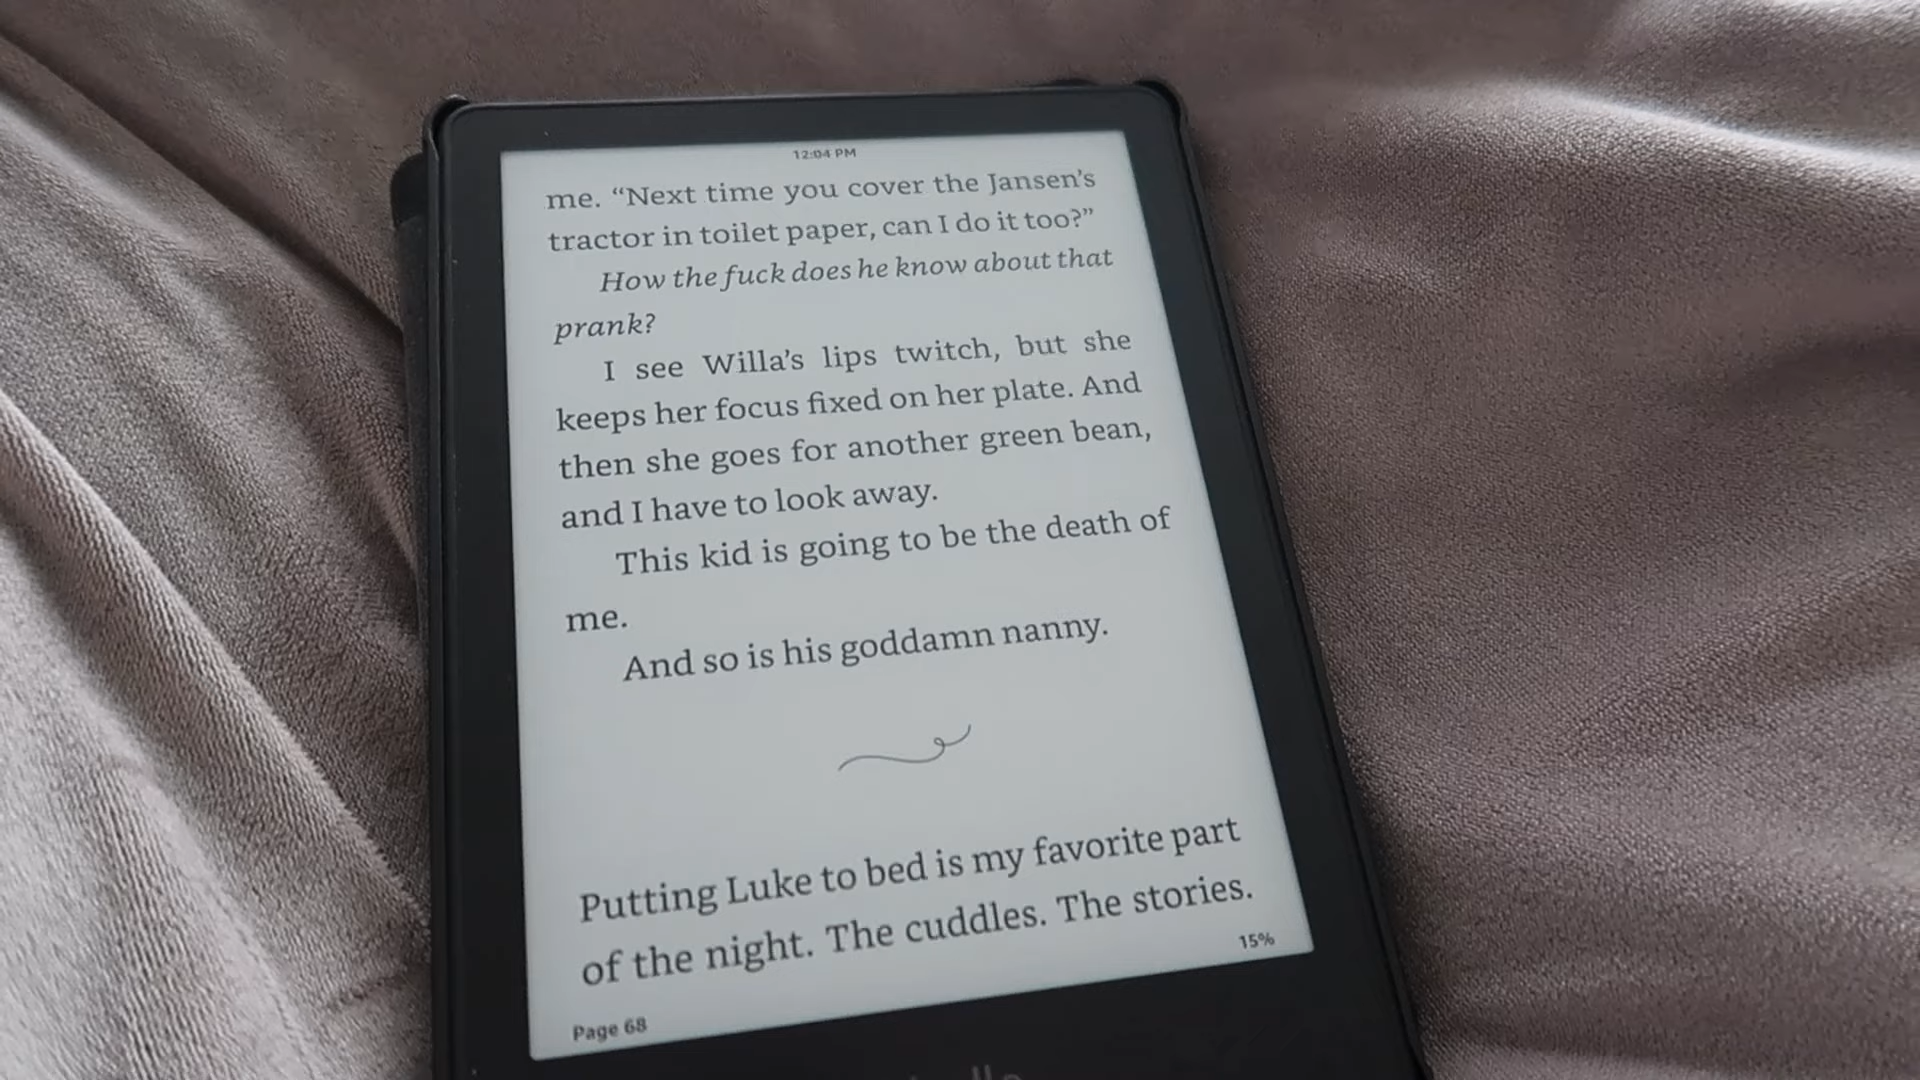 12:04 PM
me. “Next time you cover the Jansen’s
tractor in toilet paper, can I do it too?”
How the fuck does he know about that
prank?
I see Willa’s lips twitch, but she
keeps her focus fixed on her plate. And
then she goes for another green bean,
and I have to look away.
This kid is going to be the death of
me.
And so is his goddamn nanny.
Putting Luke to bed is my favorite part
of the night. The cuddles. The stories.
Page 68
15%